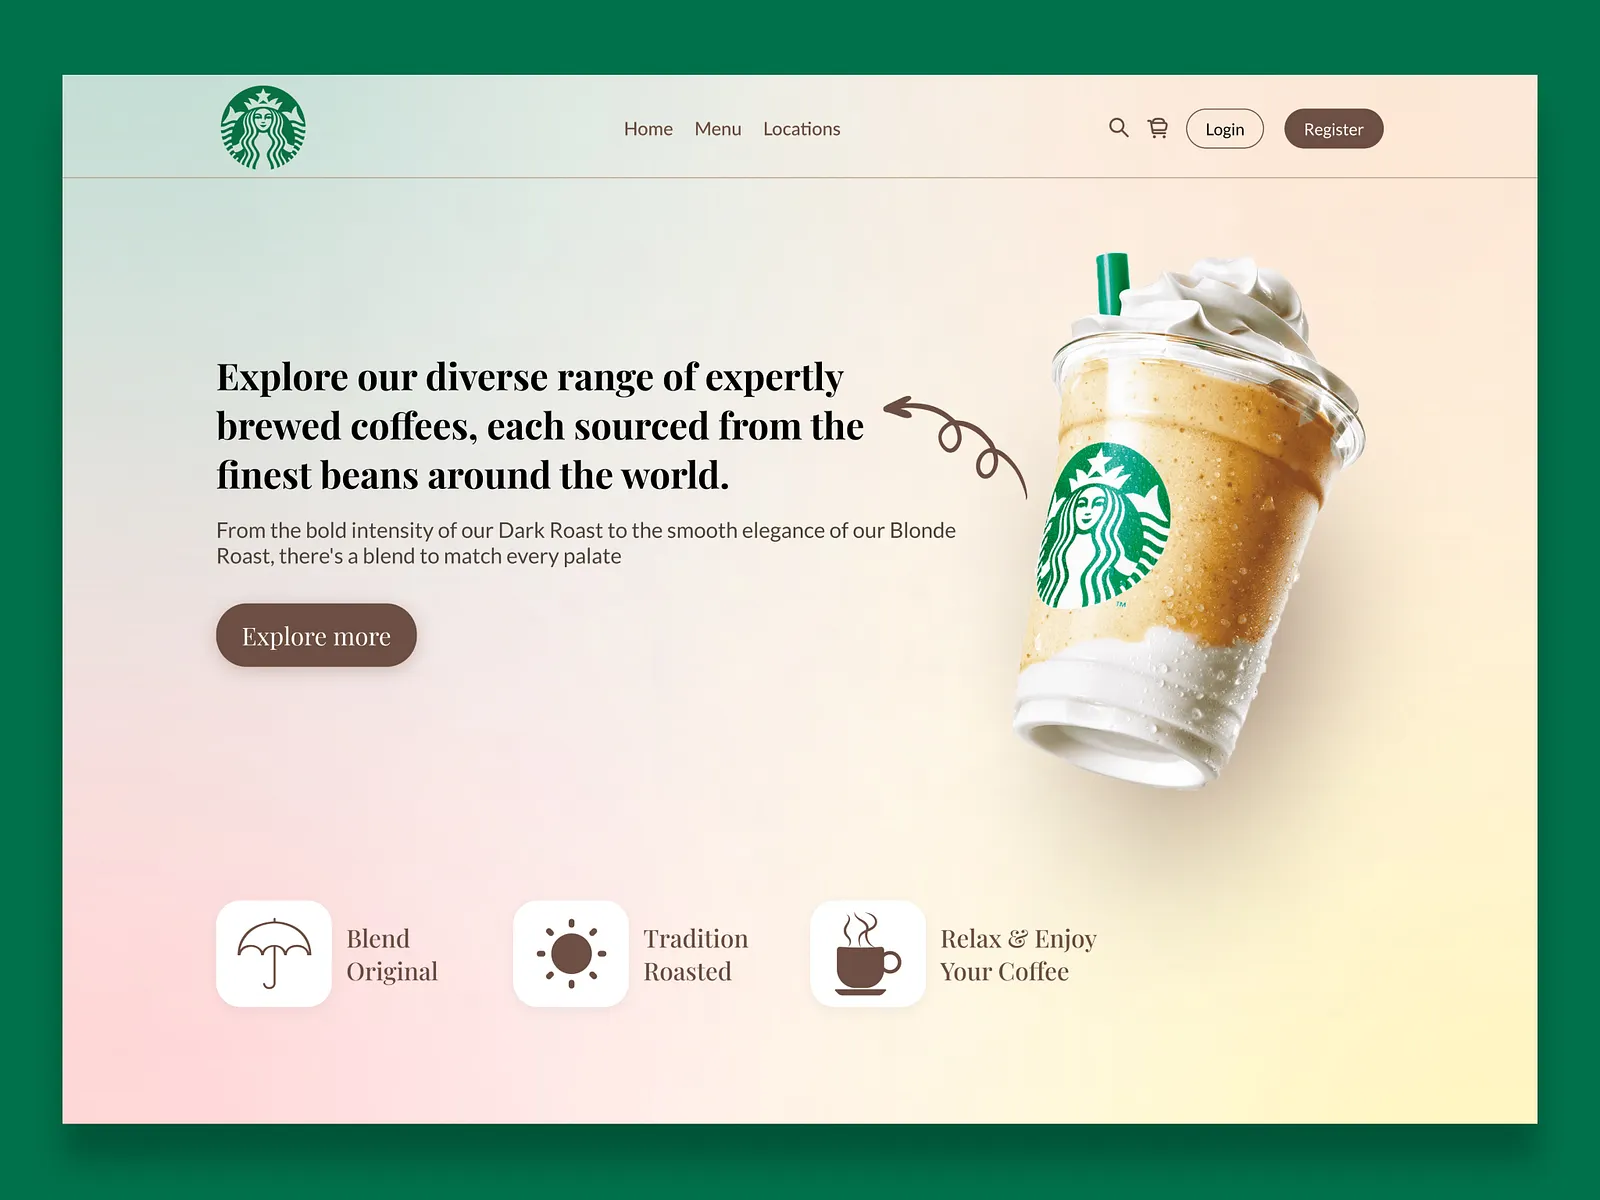 Home Menu Locations Login Register
Explore our diverse range of expertly
brewed coffees, each sourced from the
finest beans around the world.
From the bold intensity of our Dark Roast to the smooth elegance of our Blonde
Roast, there's a blend to match every palate
Explore more
TM
Blend
Original
Tradition
Roasted
Relax & Enjoy
Your Coffee